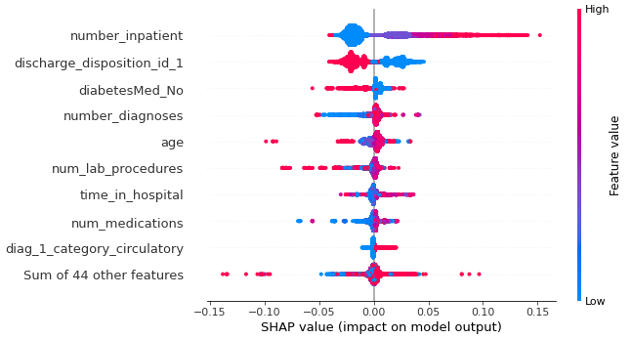 High
number_inpatient
discharge_disposition_id_1
diabetesMed_No
number_diagnoses
age
num_lab_procedures
time_in_hospital
num_medications
diag_1_category_circulatory
Sum of 44 other features
Feature value
Low
−0.15 −0.10 −0.05 0.00 0.05 0.10 0.15
SHAP value (impact on model output)